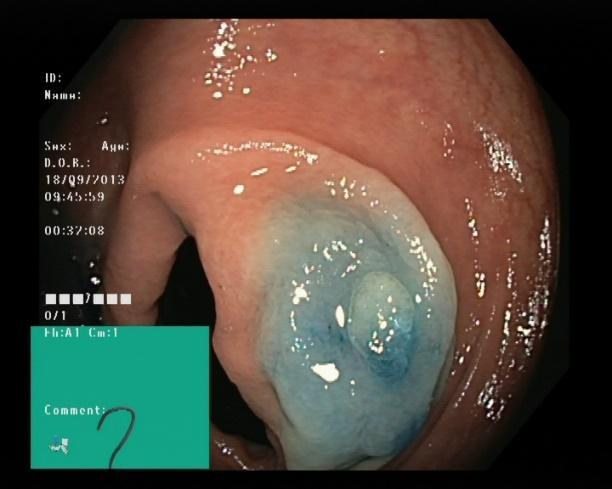 ID:
Name:
Sex: Age:
D.O.R.:
18/09/2013
09:45:59
00:37:08
0/1
Eh:A1 Cm:1
Comment: